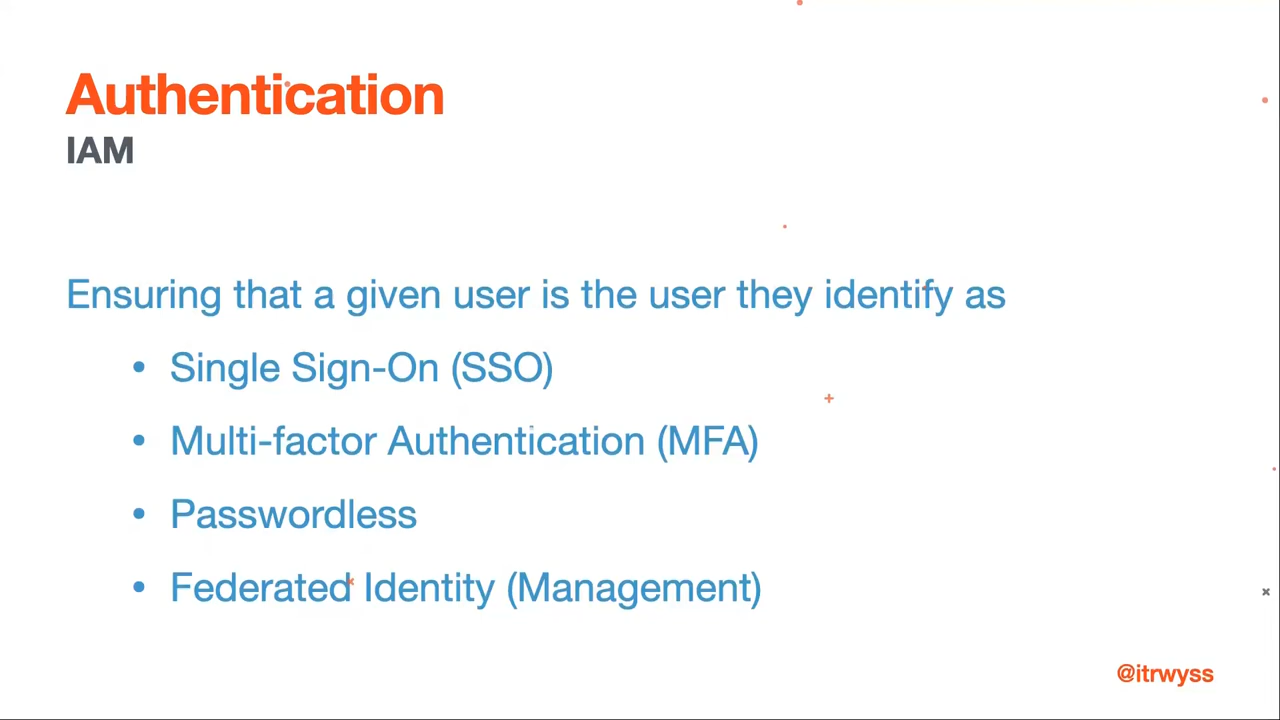 Authentication
IAM
Ensuring that a given user is the user they identify as
• Single Sign-On (SSO)
• Multi-factor Authentication (MFA)
• Passwordless
• Federated Identity (Management)
@itrwyss